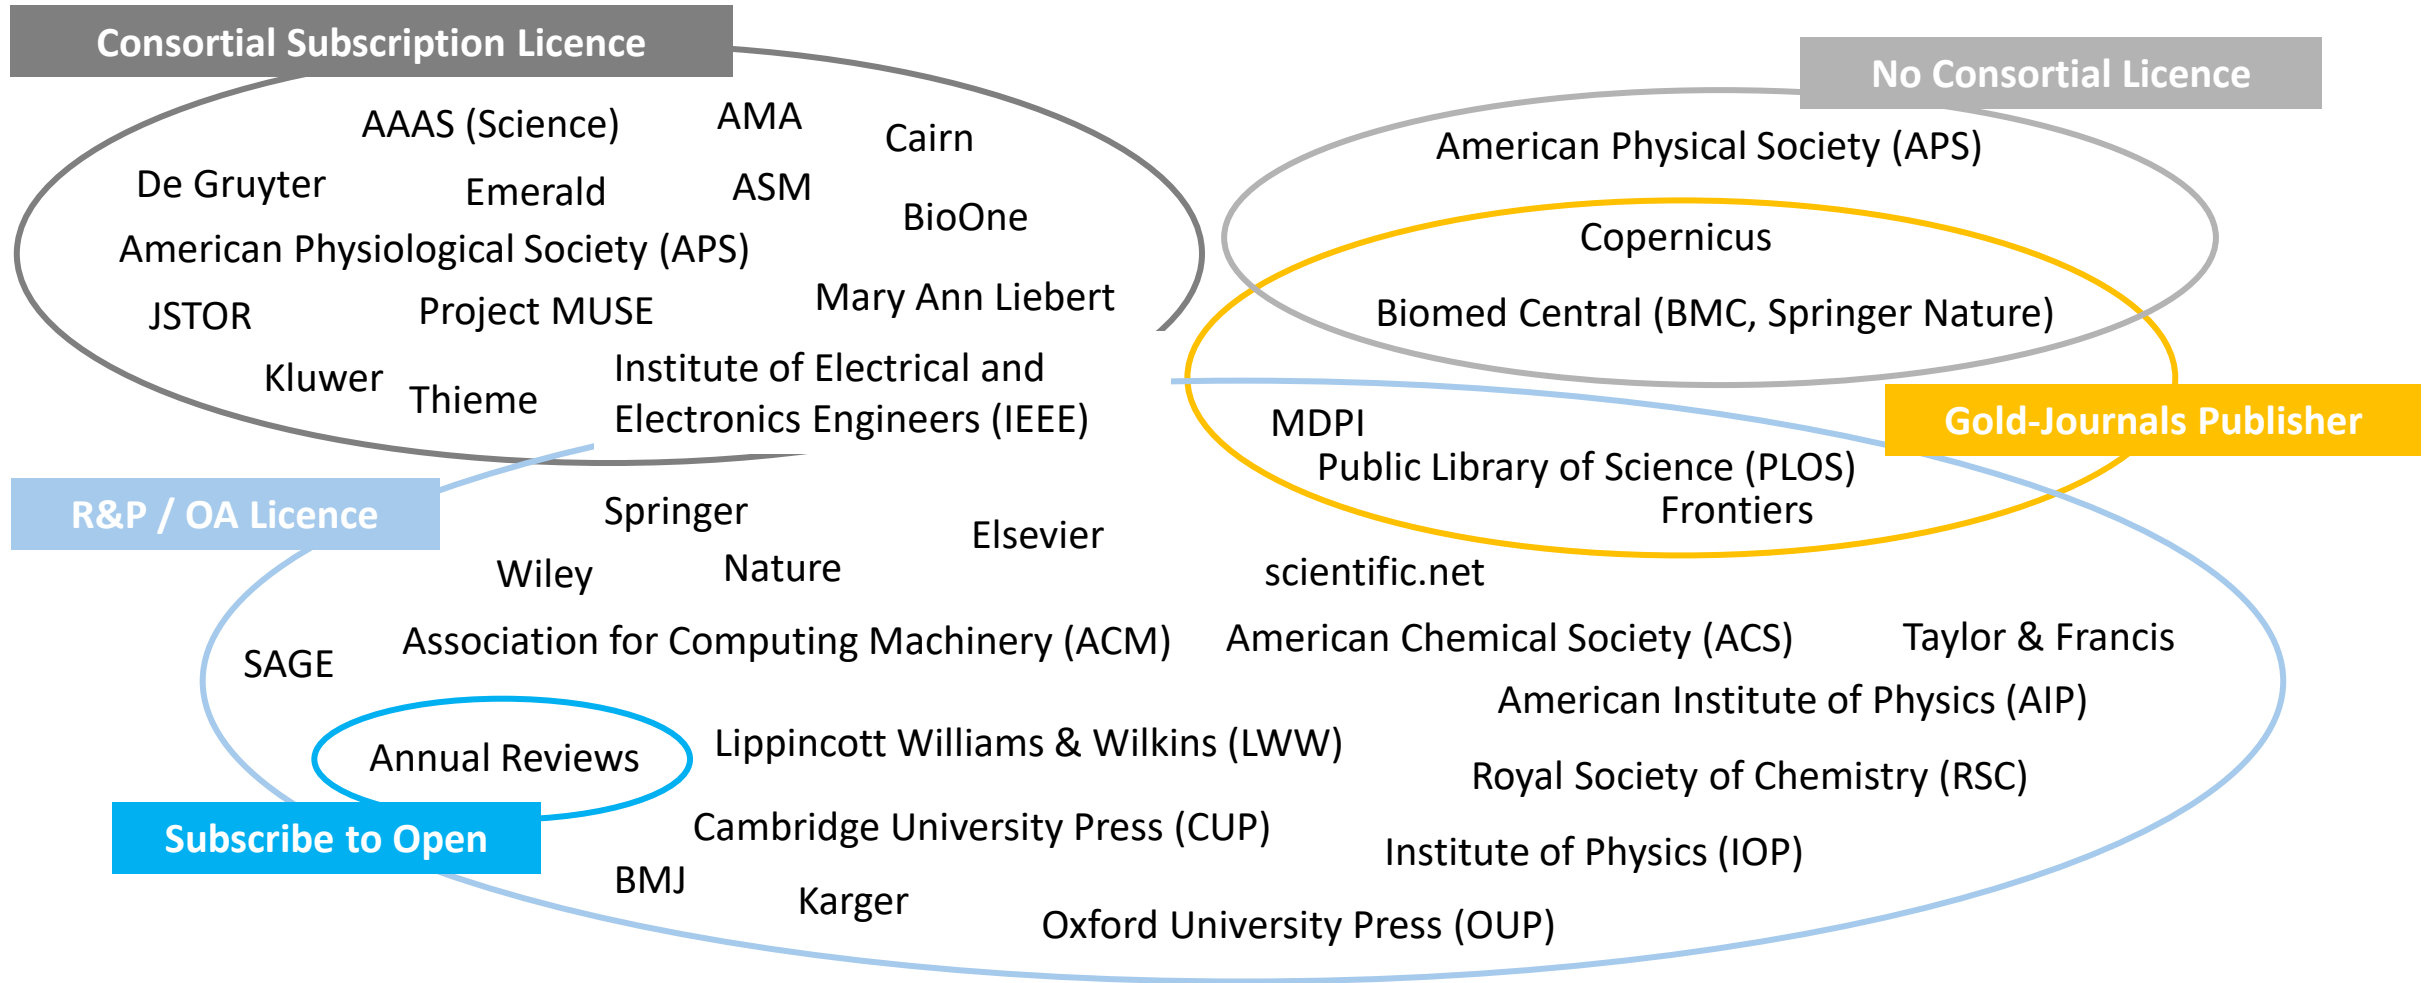 Consortial Subscription Licence
AAAS (Science)
AMA
Cairn
De Gruyter
Emerald
ASM
BioOne
American Physiological Society (APS)
JSTOR
Project MUSE
Mary Ann Liebert
Kluwer
Thieme
Institute of Electrical and
Electronics Engineers (IEEE)
No Consortial Licence
American Physical Society (APS)
Copernicus
Biomed Central (BMC, Springer Nature)
Gold-Journals Publisher
MDPI
Public Library of Science (PLOS)
Frontiers
R&P / OA Licence
Springer
Elsevier
Wiley
Nature
scientific.net
SAGE
Association for Computing Machinery (ACM)
American Chemical Society (ACS)
Taylor & Francis
American Institute of Physics (AIP)
Annual Reviews
Lippincott Williams & Wilkins (LWW)
Royal Society of Chemistry (RSC)
Subscribe to Open
Cambridge University Press (CUP)
Institute of Physics (IOP)
BMJ
Karger
Oxford University Press (OUP)